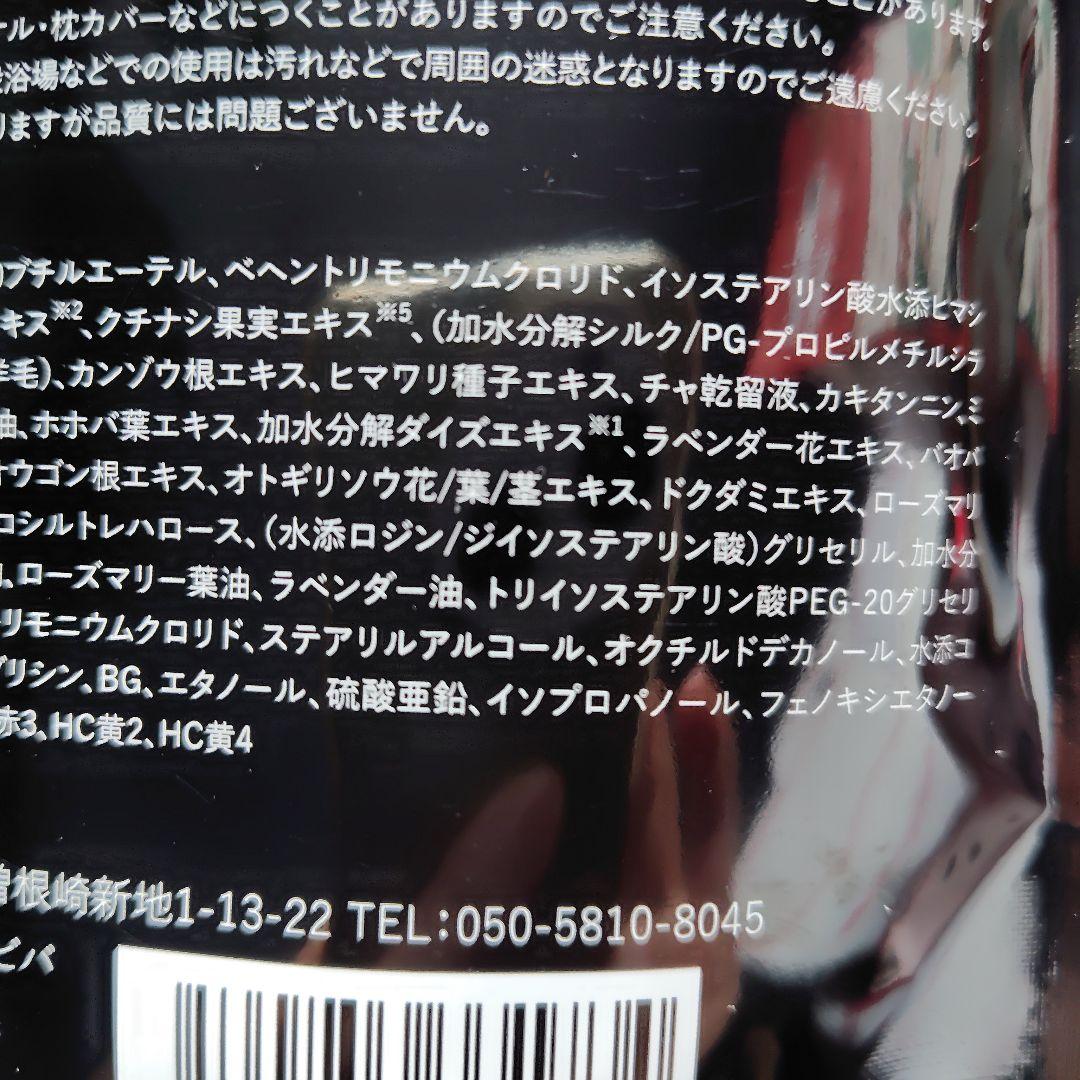 ル・枕カバーなどにつくことがありますのでご注意ください。
浴場などでの使用は汚れなどで周囲の迷惑となりますのでご遠慮ください。
りますが品質には問題ございません。
ブチルエーテル、ベヘントリモニウムクロリド、イソステアリン酸水添ヒマシ
キス※2、クチナシ果実エキス※5、(加水分解シルク/PG-プロピルメチルシラ
羊毛)、カンゾウ根エキス、ヒマワリ種子エキス、チャ乾留液、カキタンニン、ミ
油、ホホバ葉エキス、加水分解ダイズエキス※1、ラベンダー花エキス、バオバ
オウゴン根エキス、オトギリソウ花/葉/茎エキス、ドクダミエキス、ローズマリ
コシルトレハロース、(水添ロジン/ジイソステアリン酸)グリセリル、加水分
、ローズマリー葉油、ラベンダー油、トリイソステアリン酸PEG-20グリセリ
リモニウムクロリド、ステアリルアルコール、オクチルドデカノール、水添コ
グリシン、BG、エタノール、硫酸亜鉛、イソプロパノール、フェノキシエタノー
赤3、HC黄2、HC黄4
曽根崎新地1-13-22 TEL:050-5810-8045
ビバ